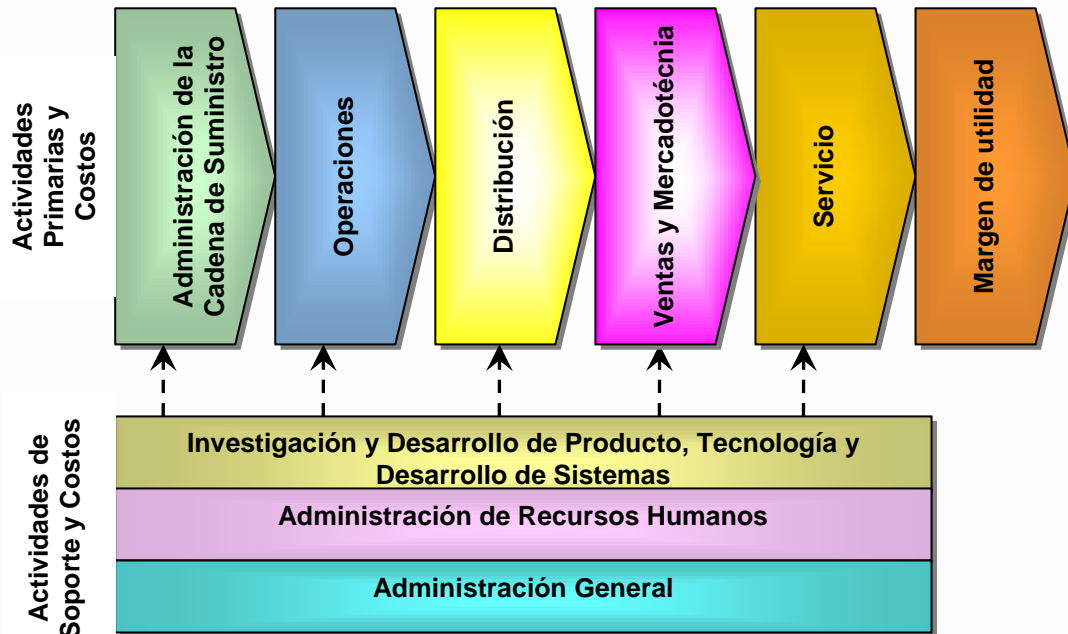 Actividades
Primarias y
Costos
Administración de la
Cadena de Suministro
Operaciones
Distribución
Ventas y Mercadotécnia
Servicio
Margen de utilidad
Actividades de
Soporte y Costos
Investigación y Desarrollo de Producto, Tecnología y
Desarrollo de Sistemas
Administración de Recursos Humanos
Administración General